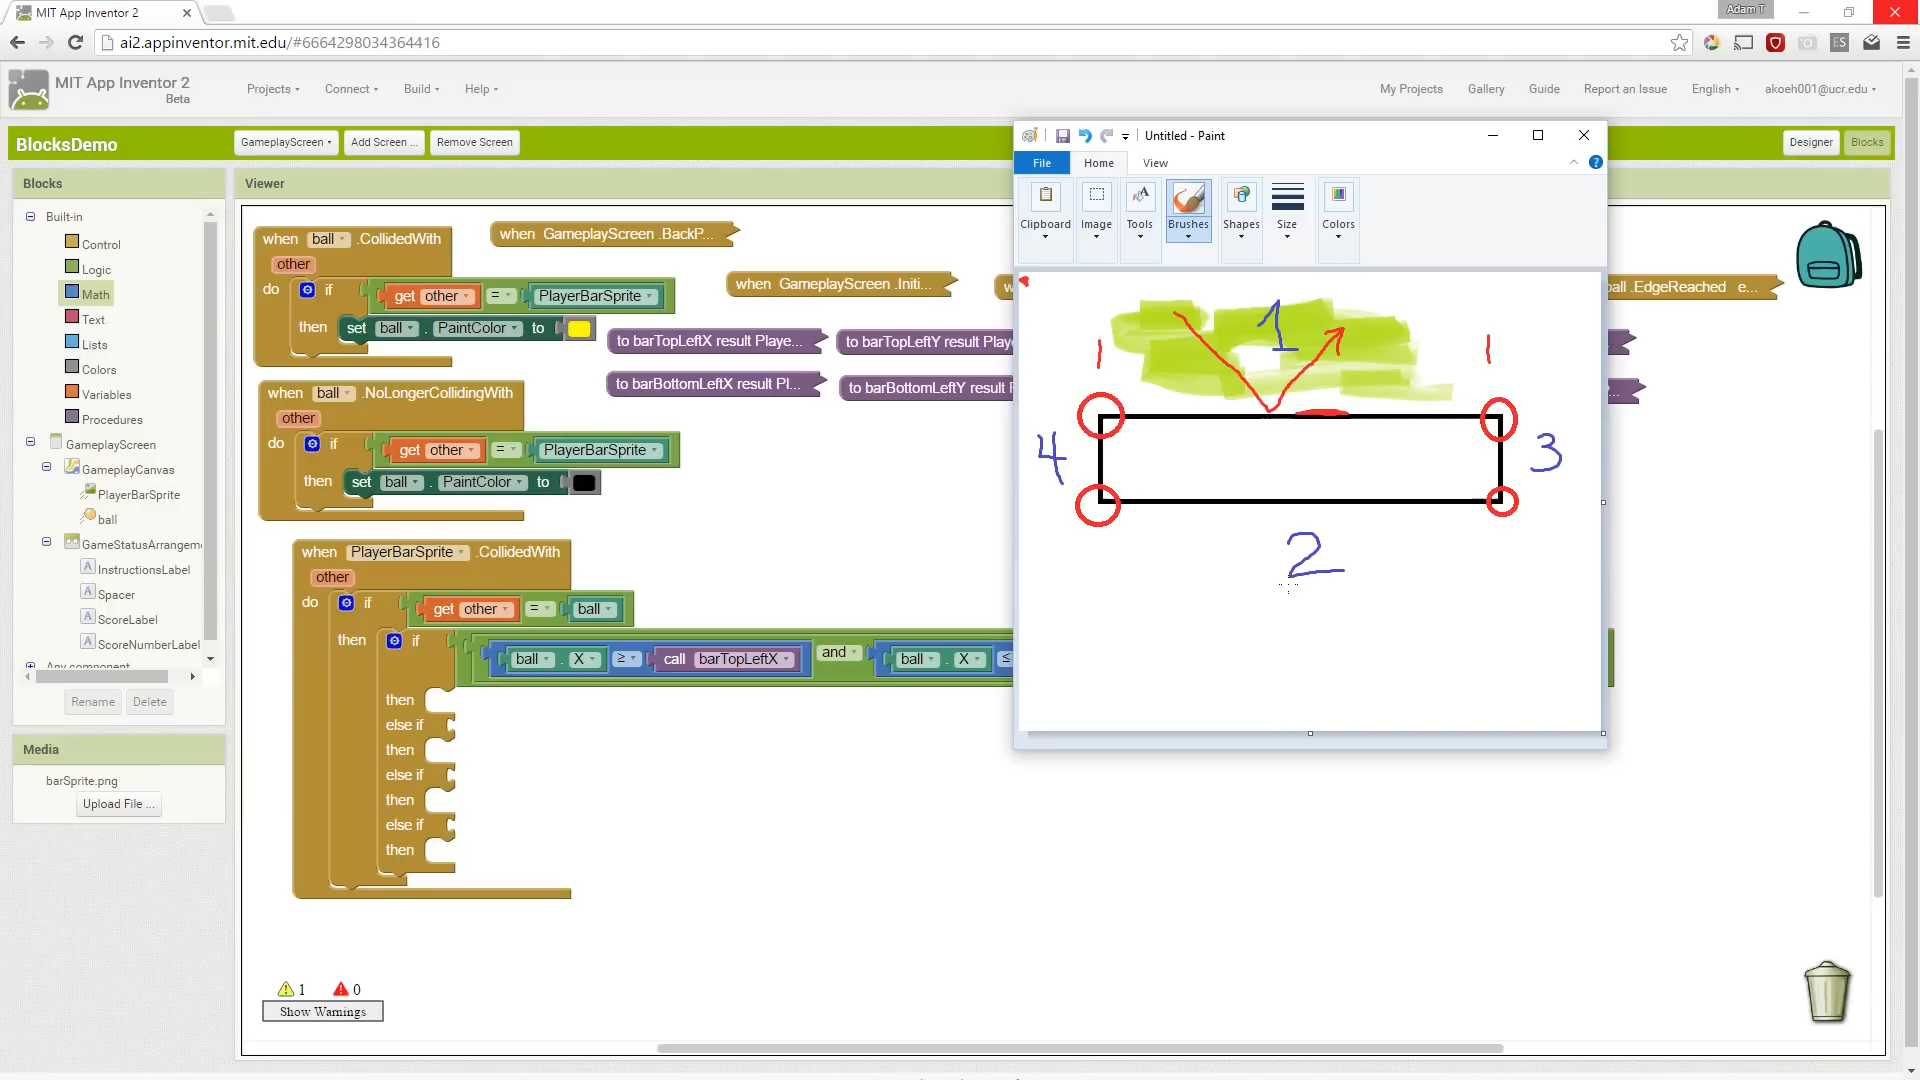 MIT App Inventor 2
Adam T
ai2.appinventor.mit.edu/#6664298034364416
MIT App Inventor 2
Beta
Projects
Connect
Build
Help
My Projects
Gallery
Guide
Report an Issue
English
akoeh001@ucr.edu
BlocksDemo
GameplayScreen
Add Screen ...
Remove Screen
Designer
Blocks
Blocks
Built-in
Control
Logic
Math
Text
Lists
Colors
Variables
Procedures
GameplayScreen
GameplayCanvas
PlayerBarSprite
ball
GameStatusArrangeme
InstructionsLabel
Spacer
ScoreLabel
ScoreNumberLabel
Any component
Rename
Delete
Media
barSprite.png
Upload File ...
Viewer
when ball .CollidedWith
other
do if get other = PlayerBarSprite
then set ball . PaintColor to
when ball .NoLongerCollidingWith
other
do if get other = PlayerBarSprite
then set ball . PaintColor to
when PlayerBarSprite .CollidedWith
other
do if get other = ball
then if ball . X ≥ call barTopLeftX and ball . X ≤
then
else if
then
else if
then
else if
then
when GameplayScreen .BackP...
when GameplayScreen .Initi...
to barTopLeftX result Playe...
to barTopLeftY result Playe
to barBottomLeftX result Pl...
to barBottomLeftY result P
ball .EdgeReached e...
1
0
Show Warnings
Untitled - Paint
File
Home
View
Clipboard
Image
Tools
Brushes
Shapes
Size
Colors
ES
1
1
1
4
3
2